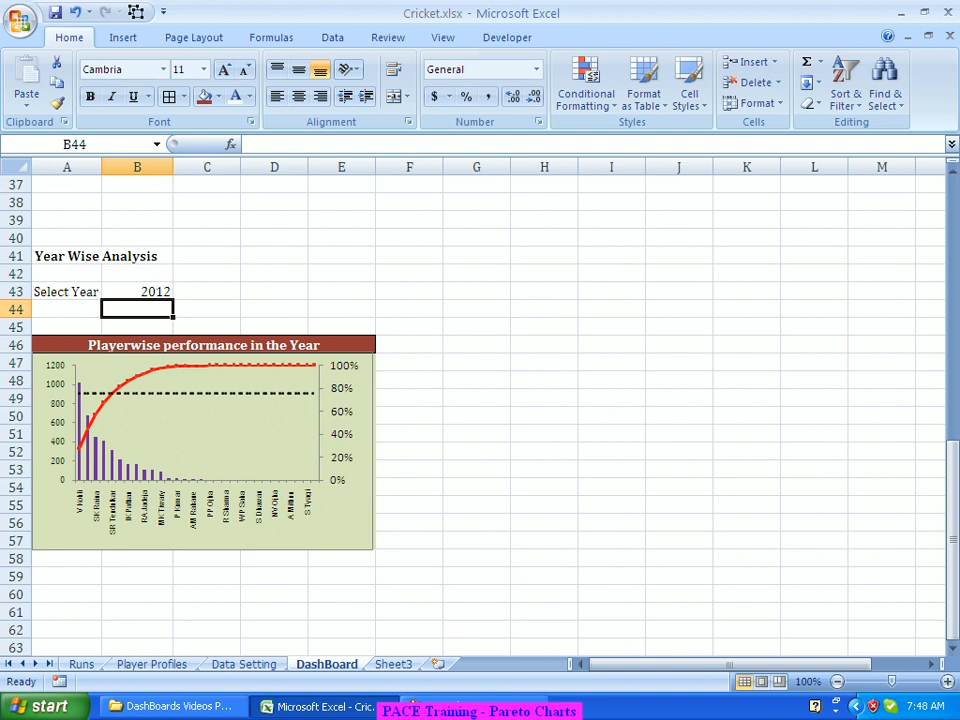 Cricket.xlsx - Microsoft Excel
Home Insert Page Layout Formulas Data Review View Developer
Paste
Clipboard
Cambria 11
B I U
A A
Font
Alignment
General
$ % ,
Number
Conditional Formatting
Format as Table
Cell Styles
Styles
Insert
Delete
Format
Cells
Σ
Sort & Filter
Find & Select
Editing
B44 fx
A B C D E F G H I J K L M
37
38
39
40
41 Year Wise Analysis
42
43 Select Year 2012
44
45
46 Playerwise performance in the Year
47
48
49
50
51
52
53
54
55
56
57
58
59
60
61
62
63
1200
1000
800
600
400
200
0
100%
80%
60%
40%
20%
0%
V Kohli
SK Raina
SR Tendulkar
IK Pathan
RA Jadeja
MK Tiwary
P Kumar
AM Rahane
PP Ojha
R Sharma
WP Saha
S Dhawan
NV Ojha
A Mithun
S Tyagi
Runs Player Profiles Data Setting DashBoard Sheet3
Ready 100%
start DashBoards Videos P... Microsoft Excel - Cric... 7:48 AM
PACE Training - Pareto Charts